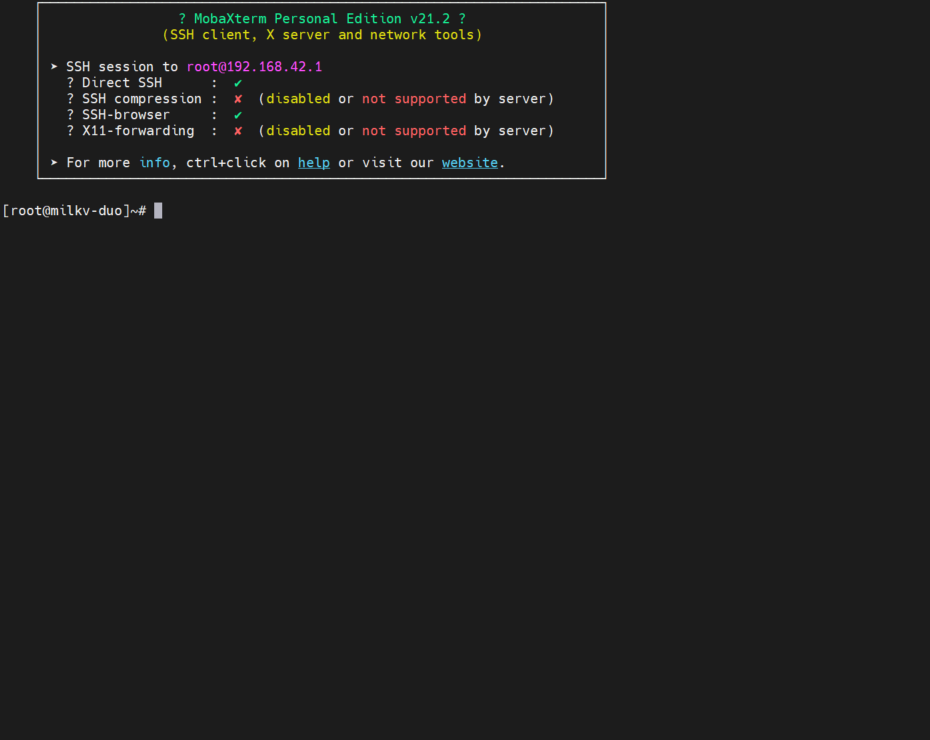 ? MobaXterm Personal Edition v21.2 ?
(SSH client, X server and network tools)
➤ SSH session to root@192.168.42.1
? Direct SSH      :  ✔
? SSH compression :  ✘  (disabled or not supported by server)
? SSH-browser     :  ✔
? X11-forwarding  :  ✘  (disabled or not supported by server)
➤ For more info, ctrl+click on help or visit our website.
[root@milkv-duo]~#